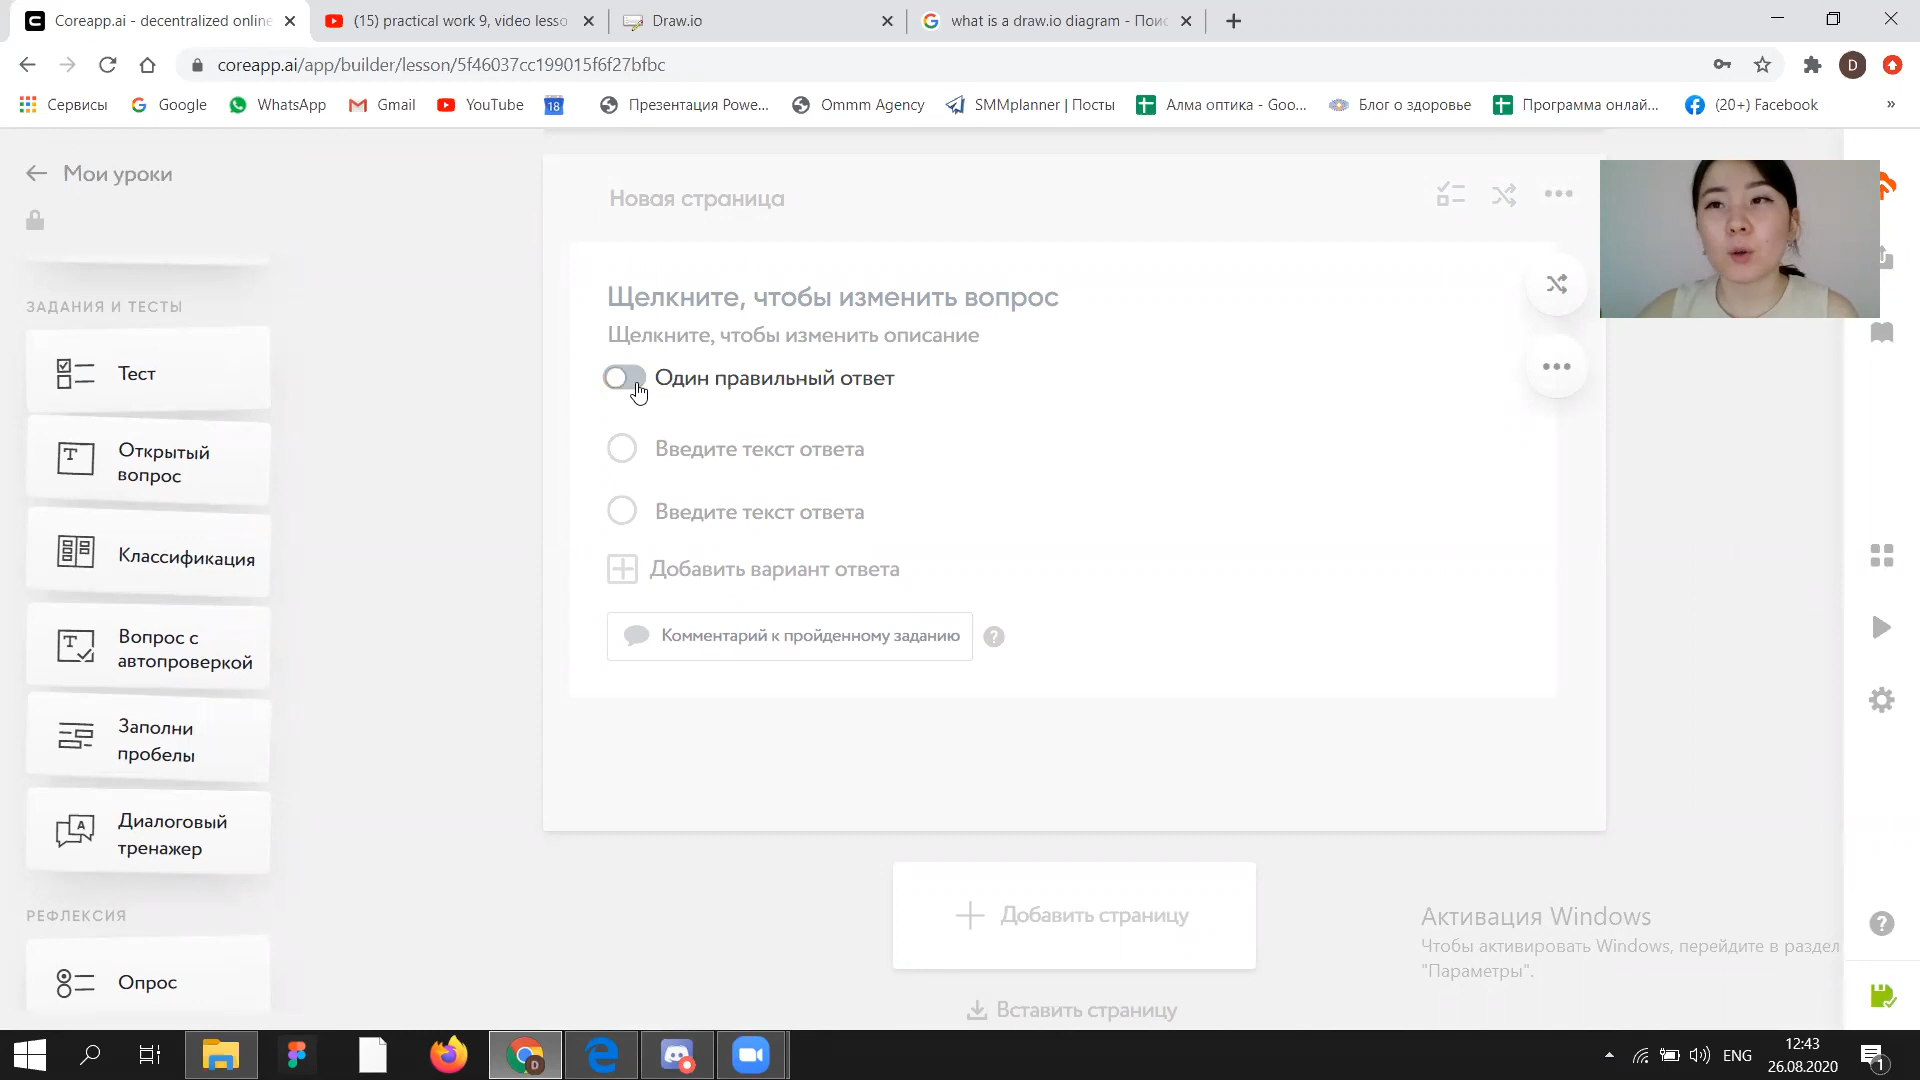 Coreapp.ai - decentralized online
(15) practical work 9, video lesso
Draw.io
what is a draw.io diagram - Поис
coreapp.ai/app/builder/lesson/5f46037cc199015f6f27bfbc
D
Сервисы
Google
WhatsApp
Gmail
YouTube
18
Презентация Powe...
Ommm Agency
SMMplanner | Посты
Алма оптика - Goo...
Блог о здоровье
Программа онлай...
(20+) Facebook
»
Мои уроки
ЗАДАНИЯ И ТЕСТЫ
Тест
Открытый
вопрос
Классификация
Вопрос с
автопроверкой
Заполни
пробелы
Диалоговый
тренажер
РЕФЛЕКСИЯ
Опрос
Новая страница
Щелкните, чтобы изменить вопрос
Щелкните, чтобы изменить описание
Один правильный ответ
Введите текст ответа
Введите текст ответа
Добавить вариант ответа
Комментарий к пройденному заданию
?
Добавить страницу
Вставить страницу
Активация Windows
Чтобы активировать Windows, перейдите в раздел
"Параметры".
?
ENG
12:43
26.08.2020
1